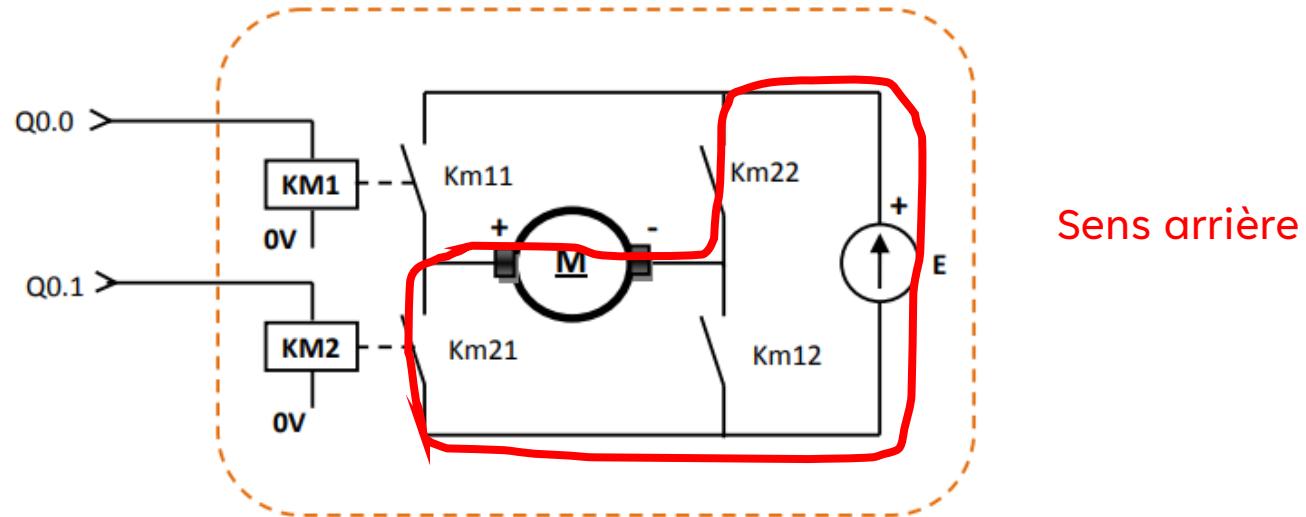 Q0.0
KM1
0V
Q0.1
KM2
0V
Km11
Km22
+
-
M
+
E
Km21
Km12
Sens arrière